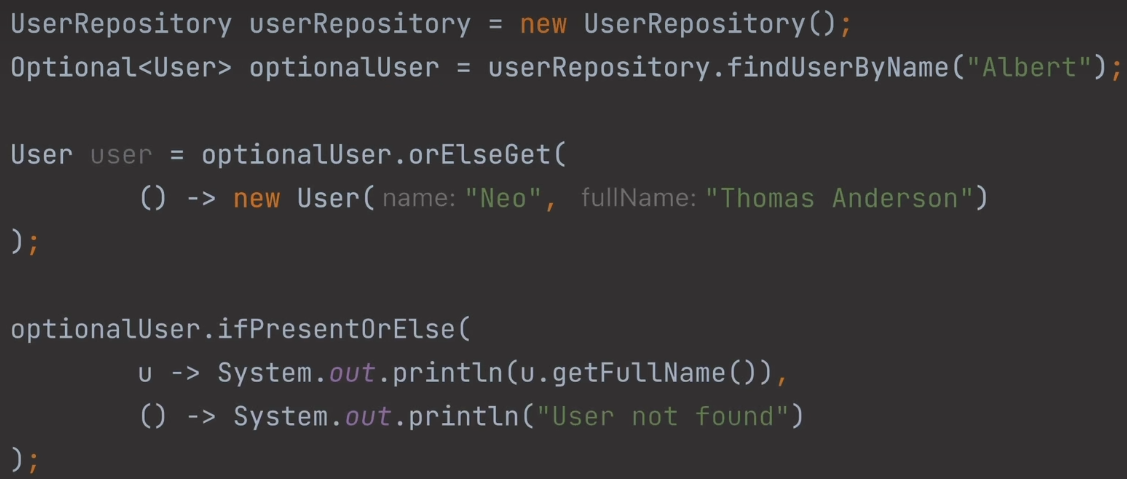 UserRepository userRepository = new UserRepository();
Optional<User> optionalUser = userRepository.findUserByName("Albert");
User user = optionalUser.orElseGet(
() -> new User( name: "Neo", fullName: "Thomas Anderson")
);
optionalUser.ifPresentOrElse(
u -> System.out.println(u.getFullName()),
() -> System.out.println("User not found")
);